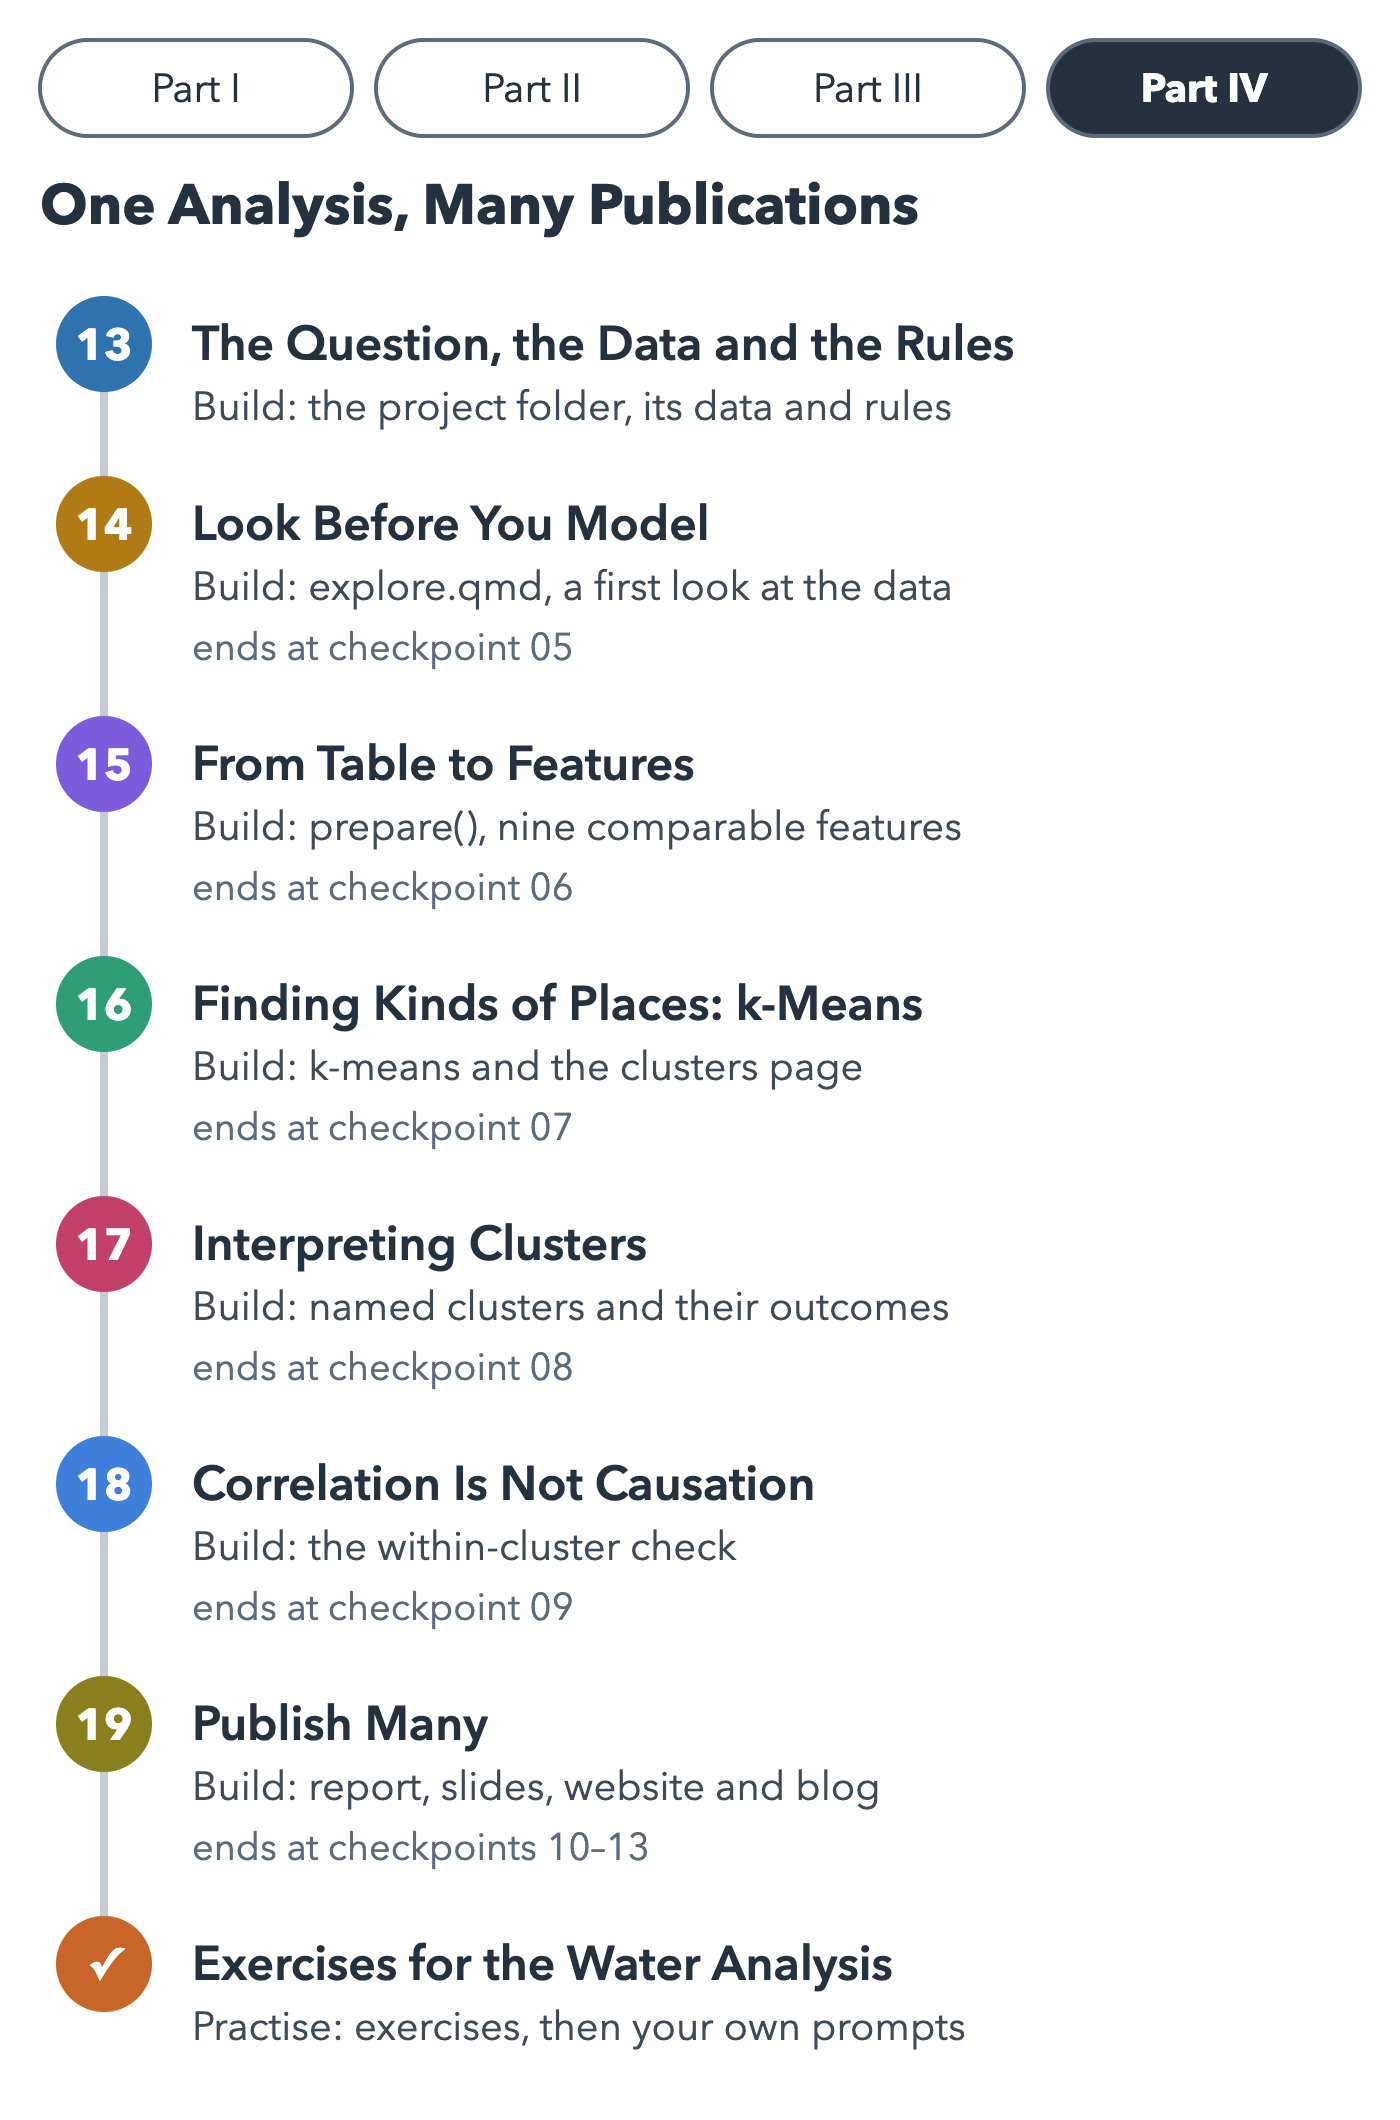 Part I
Part II
Part III
Part IV
One Analysis, Many Publications
13
The Question, the Data and the Rules
Build: the project folder, its data and rules
14
Look Before You Model
Build: explore.qmd, a first look at the data
ends at checkpoint 05
15
From Table to Features
Build: prepare(), nine comparable features
ends at checkpoint 06
16
Finding Kinds of Places: k-Means
Build: k-means and the clusters page
ends at checkpoint 07
17
Interpreting Clusters
Build: named clusters and their outcomes
ends at checkpoint 08
18
Correlation Is Not Causation
Build: the within-cluster check
ends at checkpoint 09
19
Publish Many
Build: report, slides, website and blog
ends at checkpoints 10–13
✓
Exercises for the Water Analysis
Practise: exercises, then your own prompts